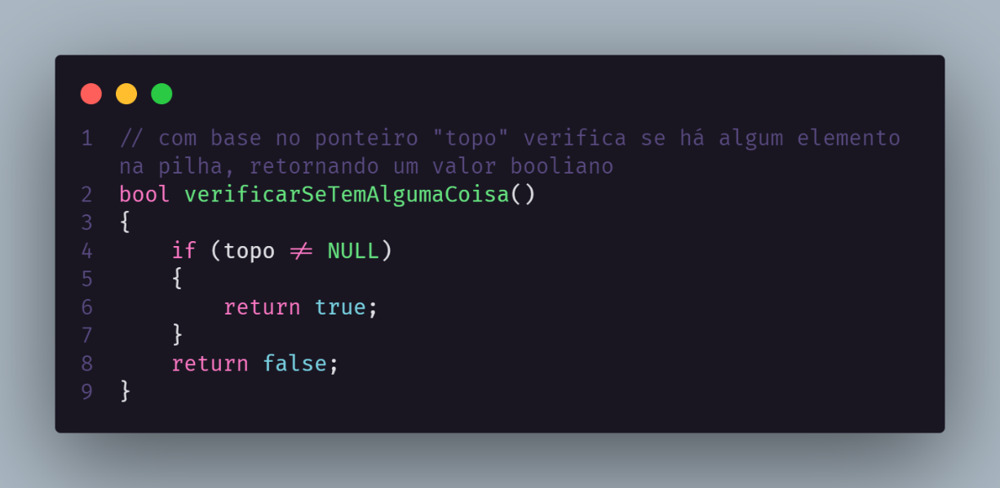 1 // com base no ponteiro "topo" verifica se há algum elemento
na pilha, retornando um valor booliano
2 bool verificarSeTemAlgumaCoisa()
3 {
4     if (topo ≠ NULL)
5     {
6         return true;
7     }
8     return false;
9 }